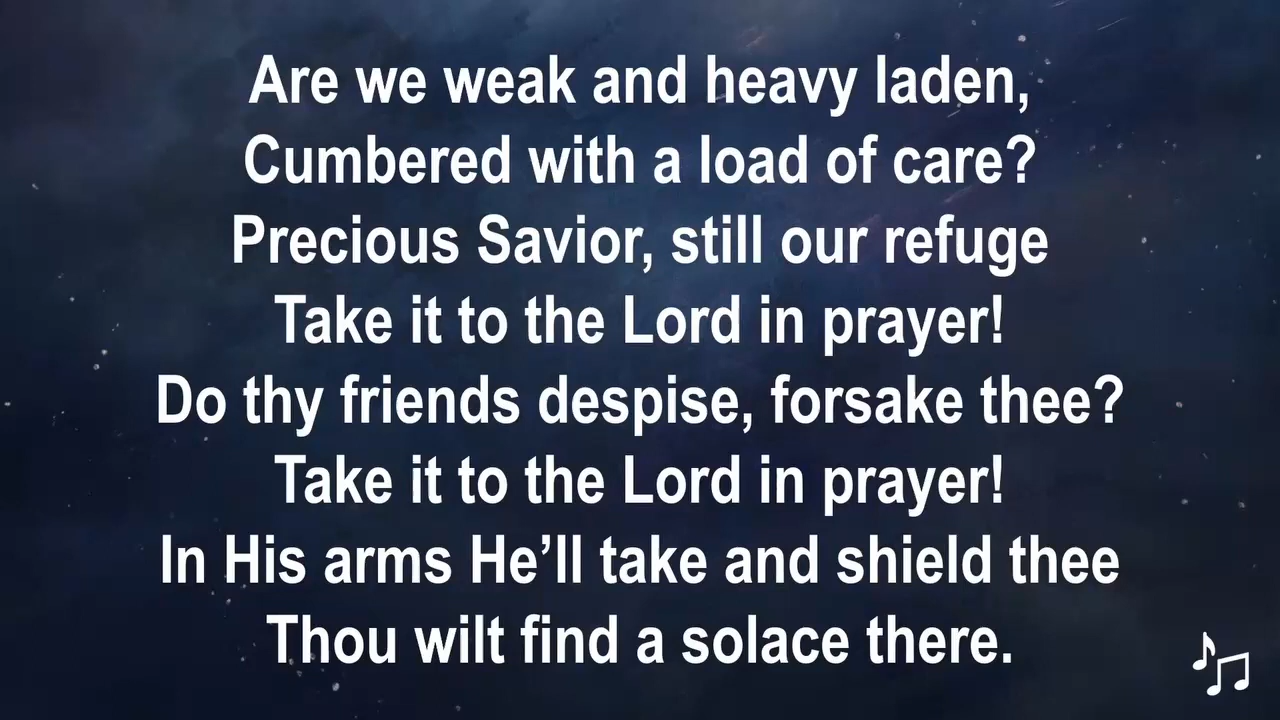 Are we weak and heavy laden,
Cumbered with a load of care?
Precious Savior, still our refuge
Take it to the Lord in prayer!
Do thy friends despise, forsake thee?
Take it to the Lord in prayer!
In His arms He’ll take and shield thee
Thou wilt find a solace there.